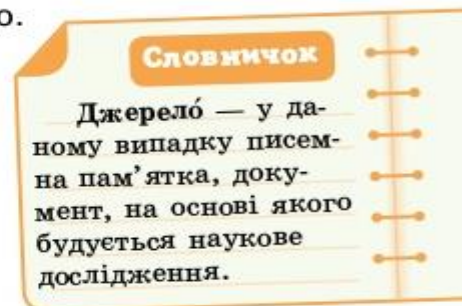 о.
Словничок
Джерело́ — у да-
ному випадку писем-
на пам’ятка, доку-
мент, на основі якого
будується наукове
дослідження.